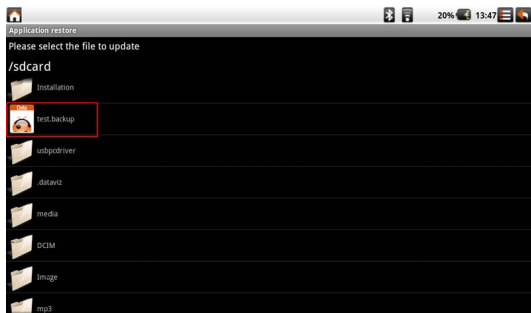 20% 13:47
Application restore
Please select the file to update
/sdcard
Installation
Data
test.backup
usbpcdriver
.dataviz
media
DCIM
Image
mp3